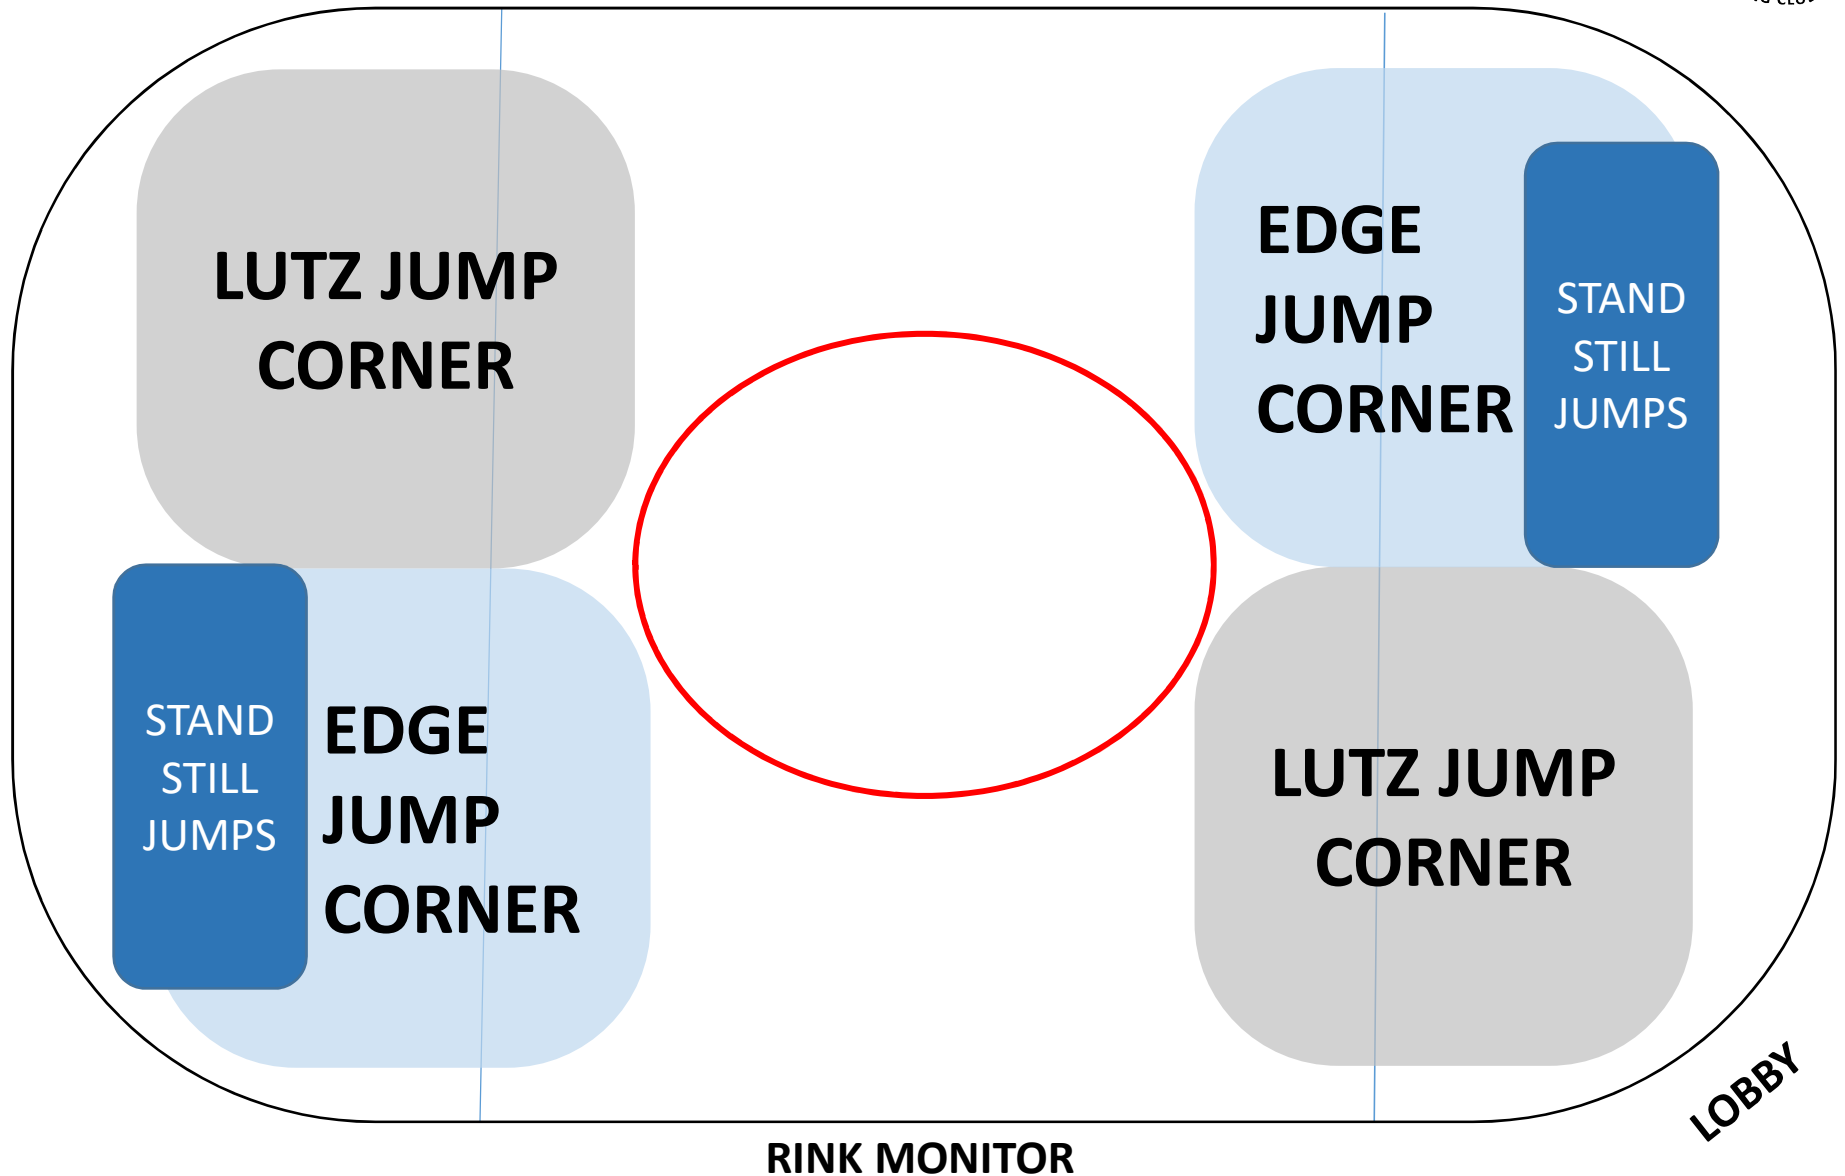 LUTZ JUMP
CORNER
EDGE
JUMP
CORNER
STAND
STILL
JUMPS
STAND
STILL
JUMPS
EDGE
JUMP
CORNER
LUTZ JUMP
CORNER
LOBBY
RINK MONITOR